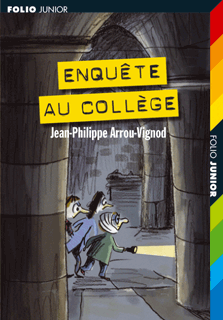 FOLIO JUNIOR
ENQUÊTE
AU COLLÈGE
Jean-Philippe Arrou-Vignod
FOLIO JUNIOR